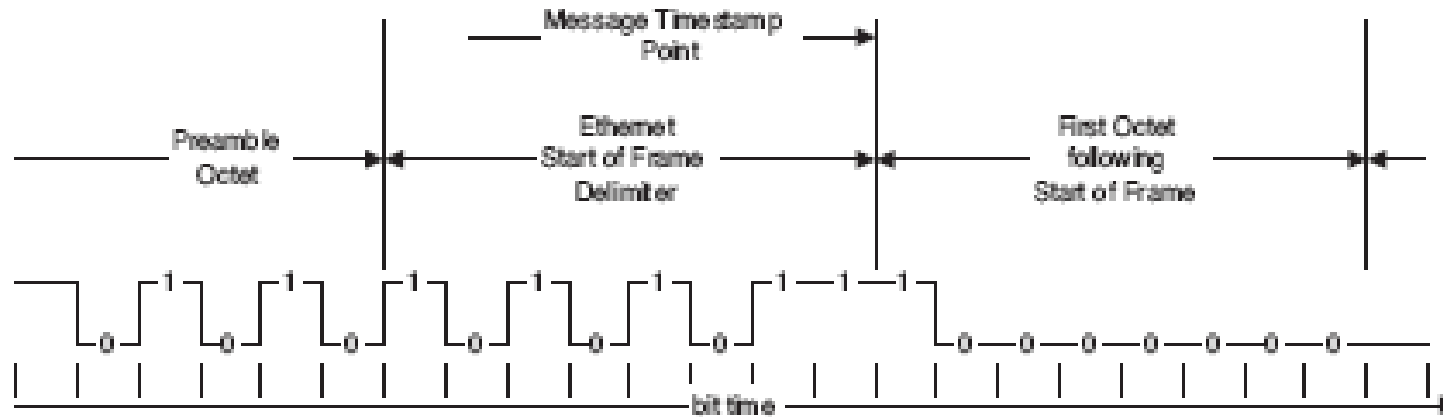 Message Timestamp
Point
Preamble
Octet
Ethernet
Start of Frame
Delimiter
First Octet
following
Start of Frame
1 1 1 1 1 1 1 1
0 0 0 0 0 0 0 0 0 0 0 0 0
bit time